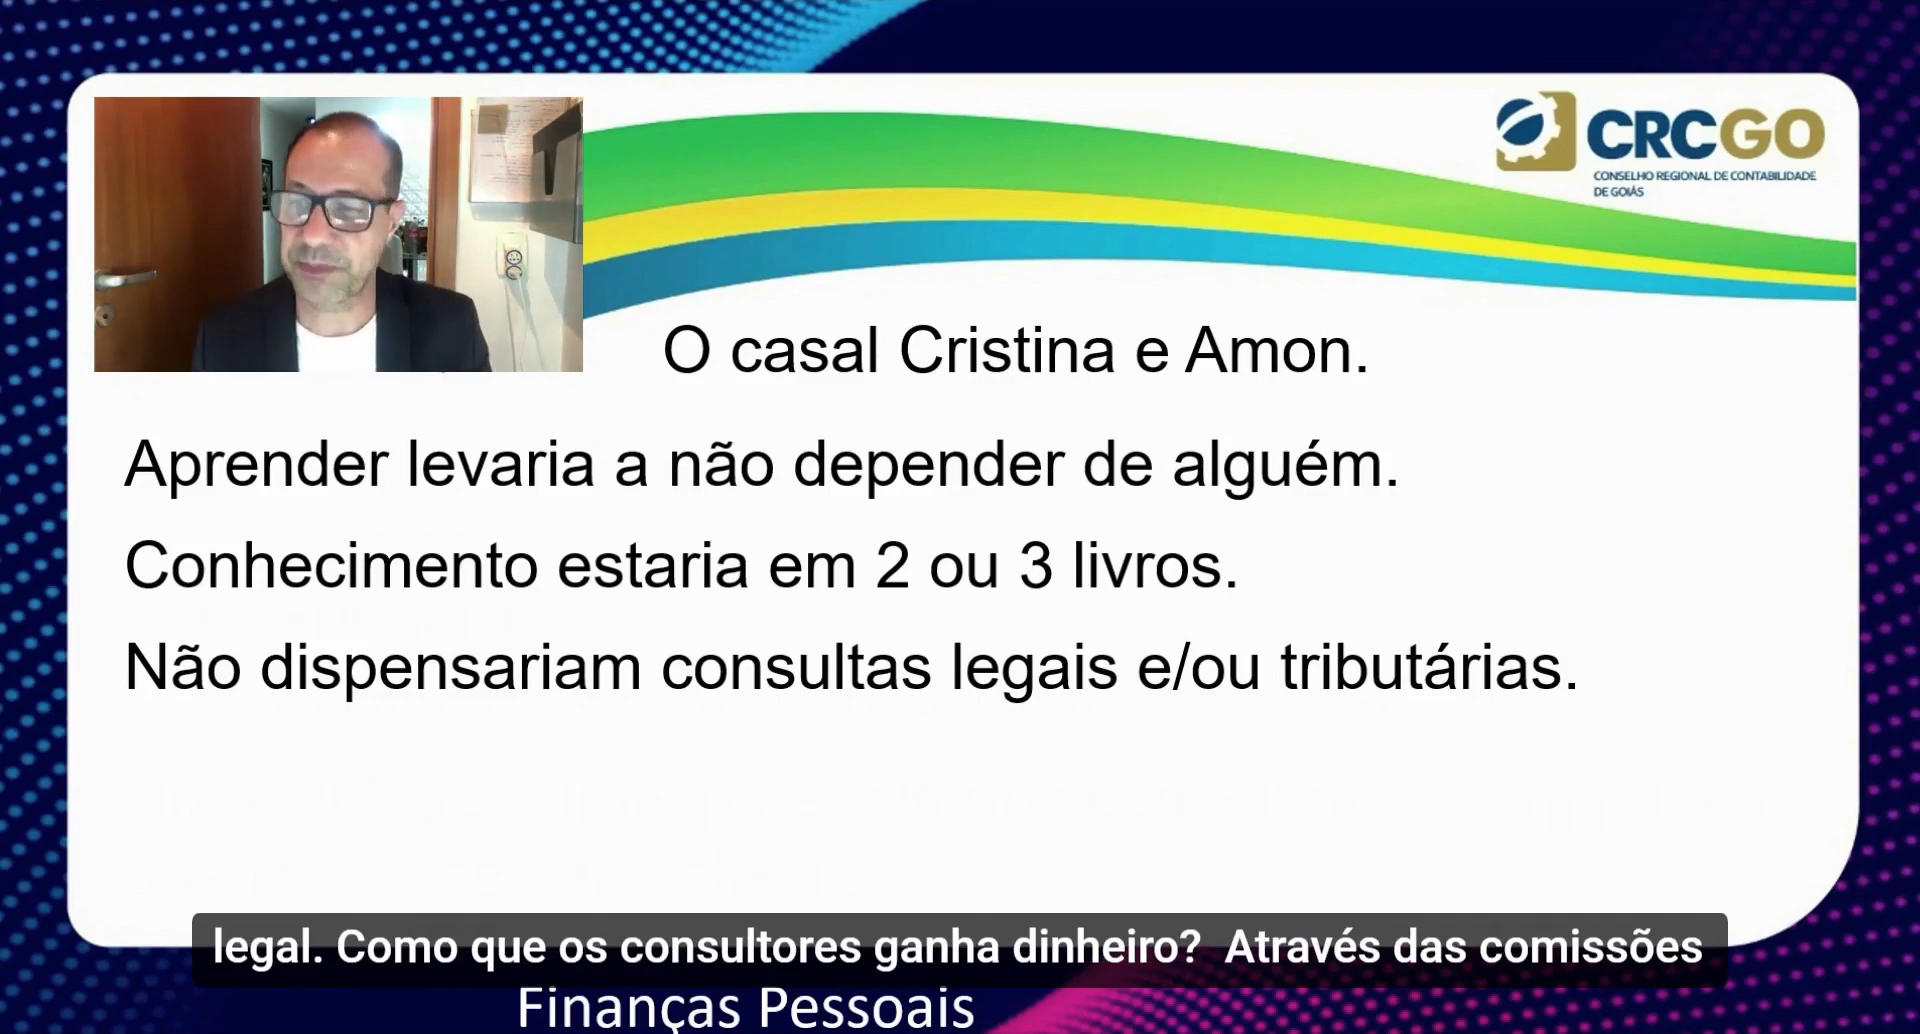 CRCGO
CONSELHO REGIONAL DE CONTABILIDADE
DE GOIÁS
O casal Cristina e Amon.
Aprender levaria a não depender de alguém.
Conhecimento estaria em 2 ou 3 livros.
Não dispensariam consultas legais e/ou tributárias.
legal. Como que os consultores ganha dinheiro? Através das comissões
Finanças Pessoais